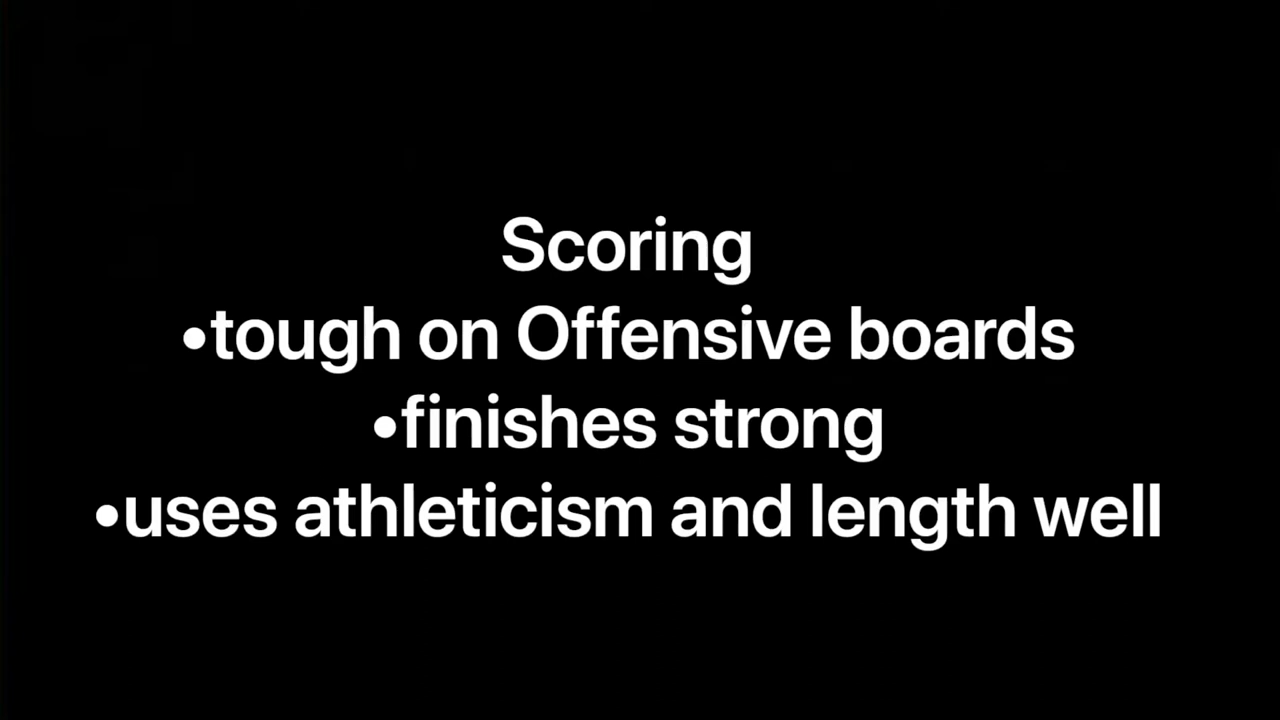 Scoring
•tough on Offensive boards
•finishes strong
•uses athleticism and length well